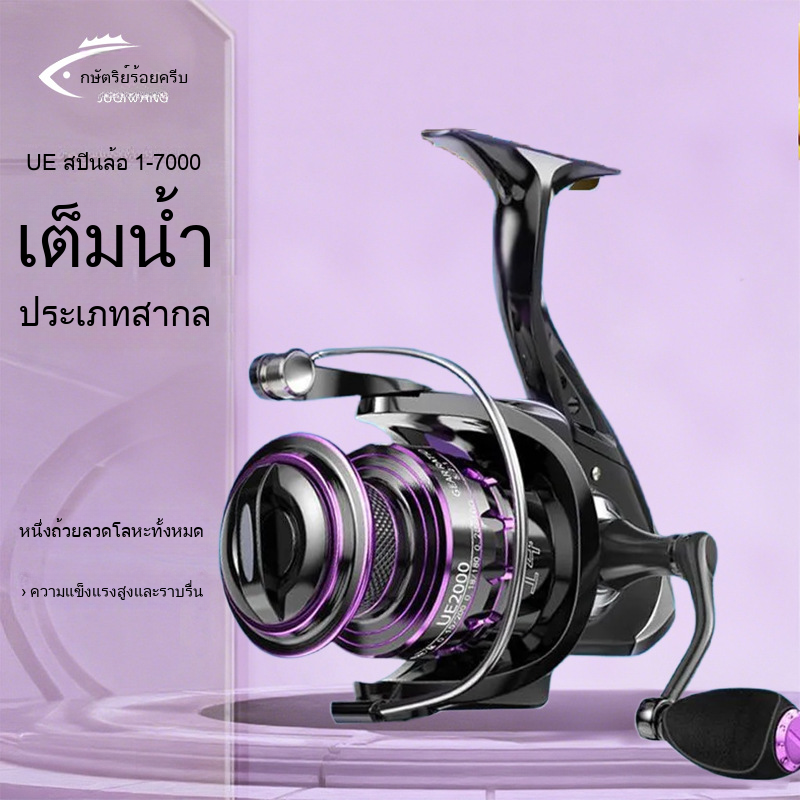 กษัตริย์ร้อยครีบ
UE สปินล้อ 1-7000
เต็มน้ำ
ประเภทสากล
หนึ่งถ้วยลวดโลหะทั้งหมด
› ความแข็งแรงสูงและราบรื่น
GEAR RATIO
UE2000